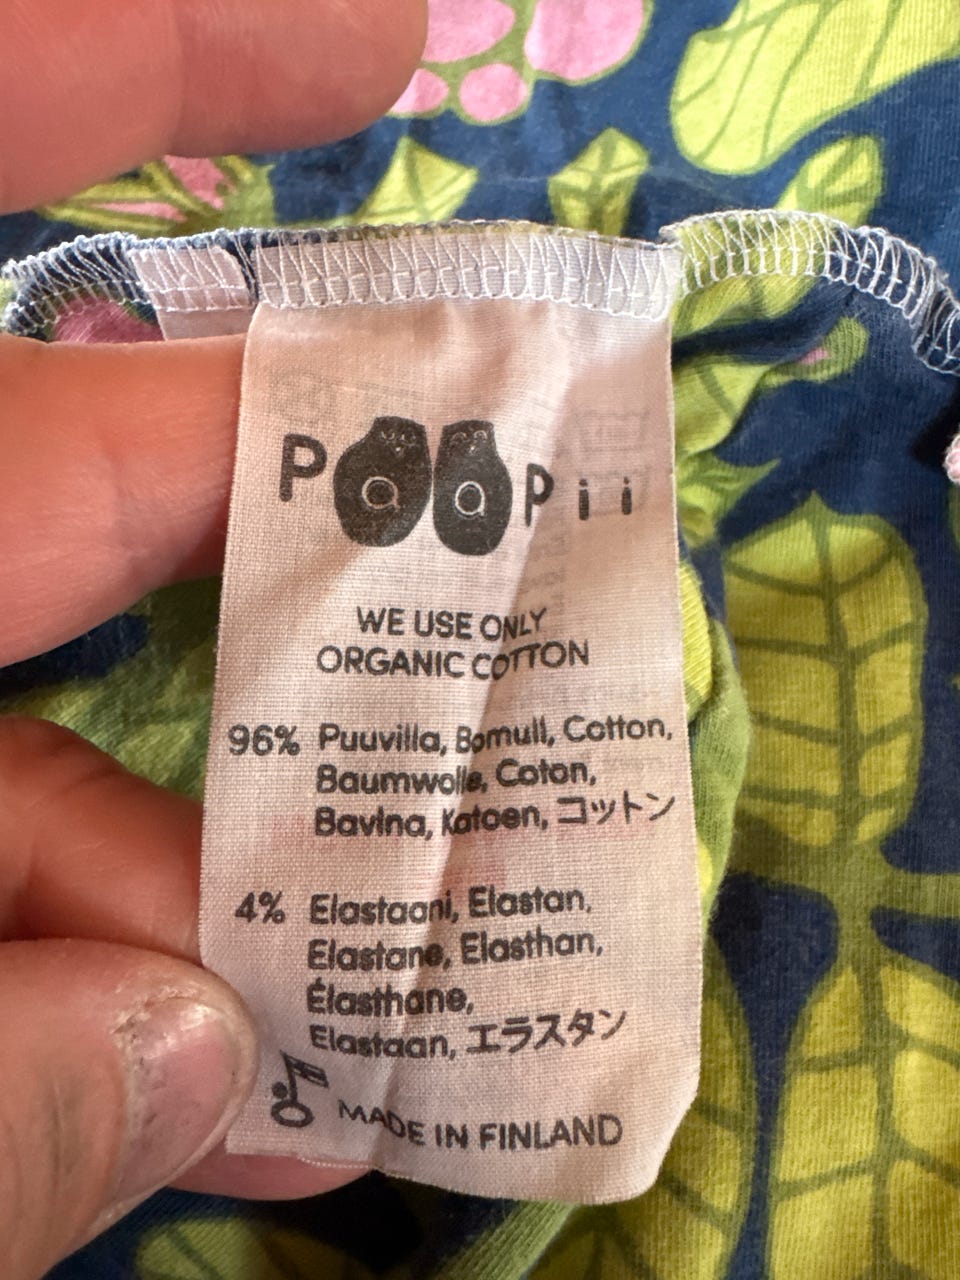 PaaPii
WE USE ONLY
ORGANIC COTTON
96% Puuvilla, Bomull, Cotton,
Baumwolle, Coton,
Bavlna, Katoen, コットン
4% Elastaani, Elastan,
Elastane, Elasthan,
Élasthane,
Elastaan, エラスタン
MADE IN FINLAND